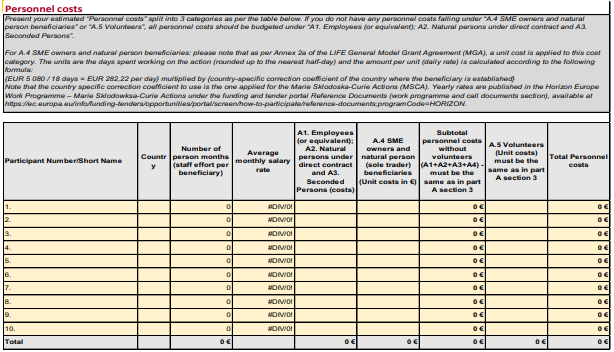 Personnel costs
Present your estimated "Personnel costs" split into 3 categories as per the table below. If you do not have any personnel costs falling under "A.4 SME owners and natural
person beneficiaries" or "A.5 Volunteers", all personnel costs should be budgeted under "A1. Employees (or equivalent); A2. Natural persons under direct contract and A3.
Seconded Persons".
For A.4 SME owners and natural person beneficiaries: please note that as per Annex 2a of the LIFE General Model Grant Agreement (MGA), a unit cost is applied to this cost
category. The units are the days spent working on the action (rounded up to the nearest half-day) and the amount per unit (daily rate) is calculated according to the following
formula:
{EUR 5 080 / 18 days = EUR 282,22 per day} multiplied by {country-specific correction coefficient of the country where the beneficiary is established}
Note that the country specific correction coefficient to use is the one applied for the Marie Sklodoska-Curie Actions (MSCA). Yearly rates are published in the Horizon Europe
Work Programme – Marie Sklodowksa-Curie Actions under the funding and tender portal Reference Documents (work programme and call documents section), available at
https://ec.europa.eu/info/funding-tenders/opportunities/portal/screen/how-to-participate/reference-documents;programCode=HORIZON.
Participant Number/Short Name
Countr
y
Number of
person months
(staff effort per
beneficiary)
Average
monthly salary
rate
A1. Employees
(or equivalent);
A2. Natural
persons under
direct contract
and A3.
Seconded
Persons (costs)
A.4 SME
owners and
natural person
(sole trader)
beneficiaries
(Unit costs in €)
Subtotal
personnel costs
without
volunteers
(A1+A2+A3+A4) -
must be the
same as in part
A section 3
A.5 Volunteers
(Unit costs)
must be the
same as in part
A section 3
Total Personnel
costs
1. 0 #DIV/0! 0 € 0 €
2. 0 #DIV/0! 0 € 0 €
3. 0 #DIV/0! 0 € 0 €
4. 0 #DIV/0! 0 € 0 €
5. 0 #DIV/0! 0 € 0 €
6. 0 #DIV/0! 0 € 0 €
7. 0 #DIV/0! 0 € 0 €
8. 0 #DIV/0! 0 € 0 €
9. 0 #DIV/0! 0 € 0 €
10. 0 #DIV/0! 0 € 0 €
Total 0 € 0 € 0 € 0 € 0 € 0 €